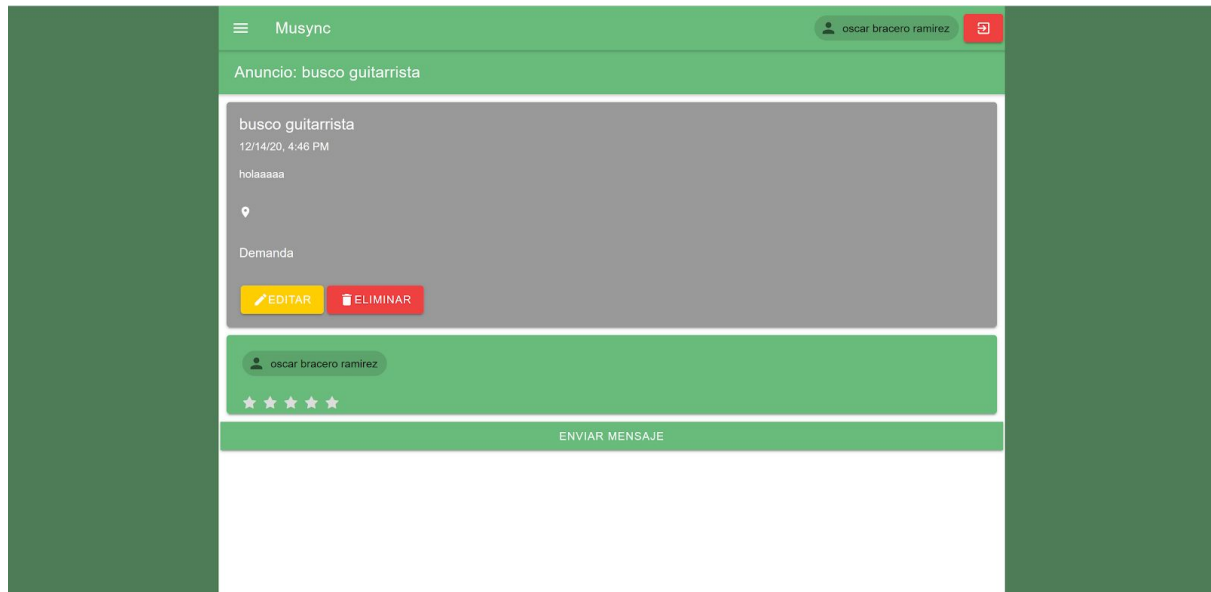 Musync
oscar bracero ramirez
Anuncio: busco guitarrista
busco guitarrista
12/14/20, 4:46 PM
holaaaaa
Demanda
EDITAR
ELIMINAR
oscar bracero ramirez
ENVIAR MENSAJE